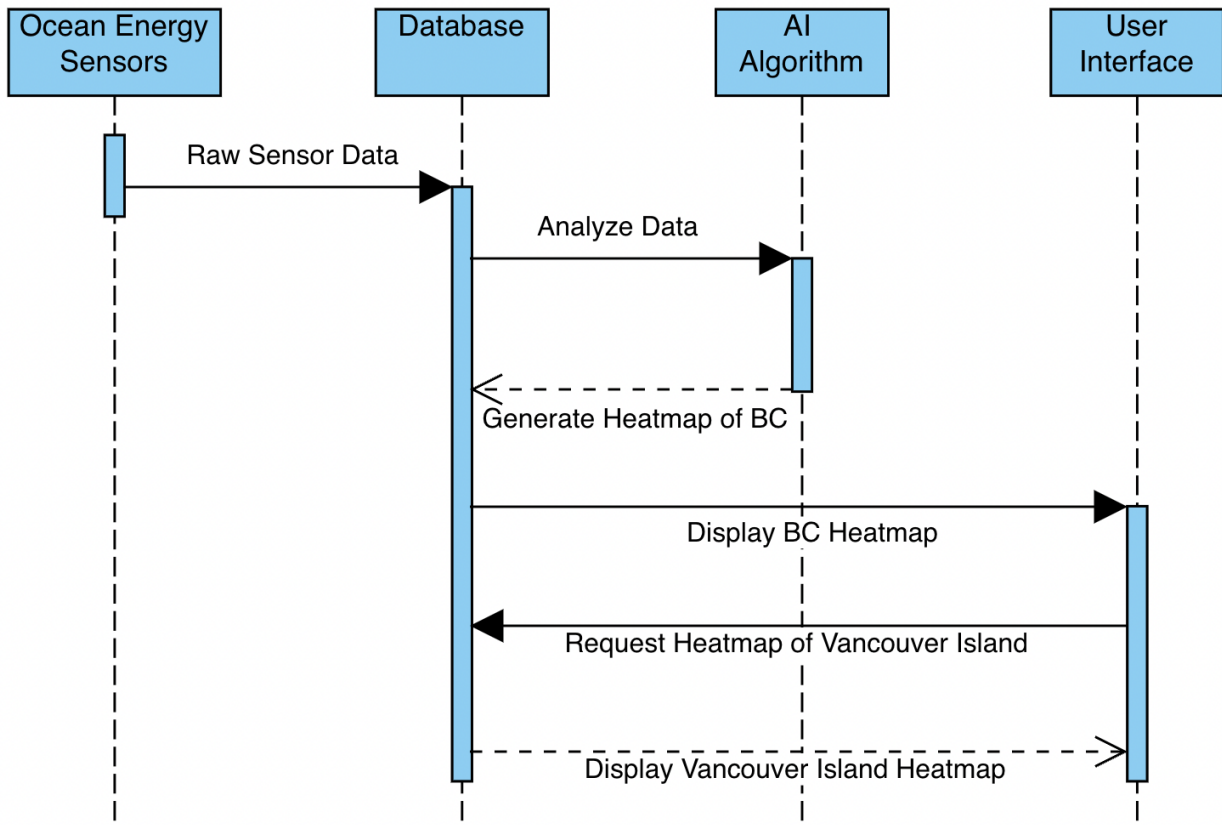 Ocean Energy
Sensors
Database
AI
Algorithm
User
Interface
Raw Sensor Data
Analyze Data
Generate Heatmap of BC
Display BC Heatmap
Request Heatmap of Vancouver Island
Display Vancouver Island Heatmap